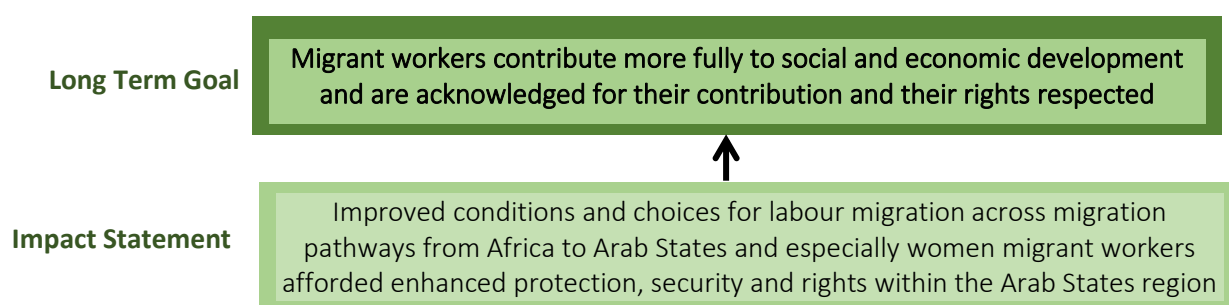 Long Term Goal
Migrant workers contribute more fully to social and economic development
and are acknowledged for their contribution and their rights respected
Impact Statement
Improved conditions and choices for labour migration across migration
pathways from Africa to Arab States and especially women migrant workers
afforded enhanced protection, security and rights within the Arab States region